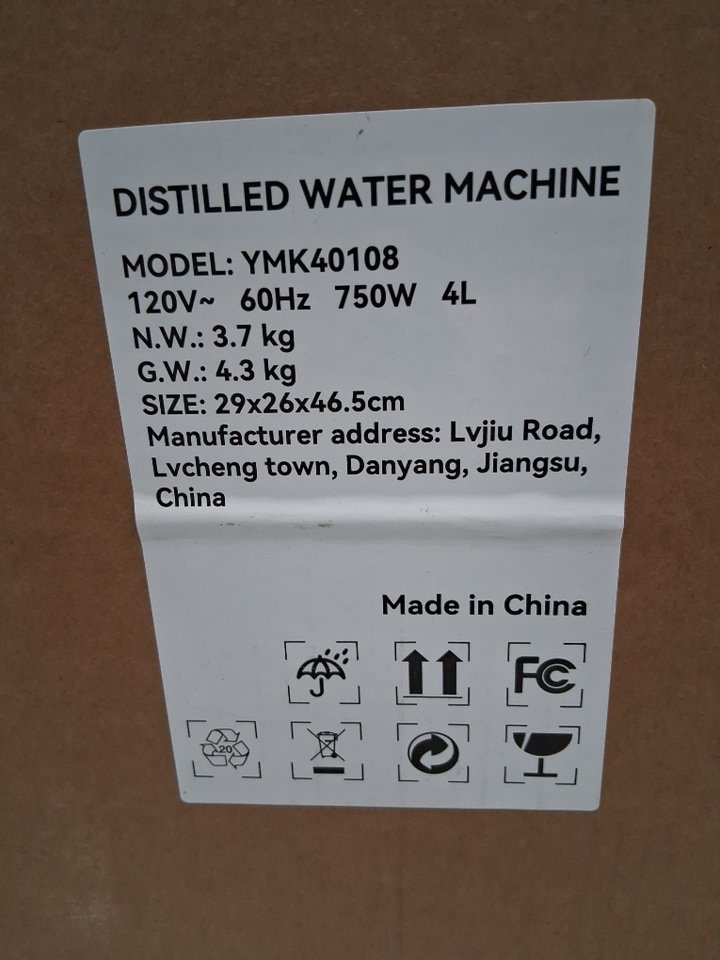 DISTILLED WATER MACHINE
MODEL: YMK40108
120V~ 60Hz 750W 4L
N.W.: 3.7 kg
G.W.: 4.3 kg
SIZE: 29x26x46.5cm
Manufacturer address: Lvjiu Road,
Lvcheng town, Danyang, Jiangsu,
China
Made in China
FC
20